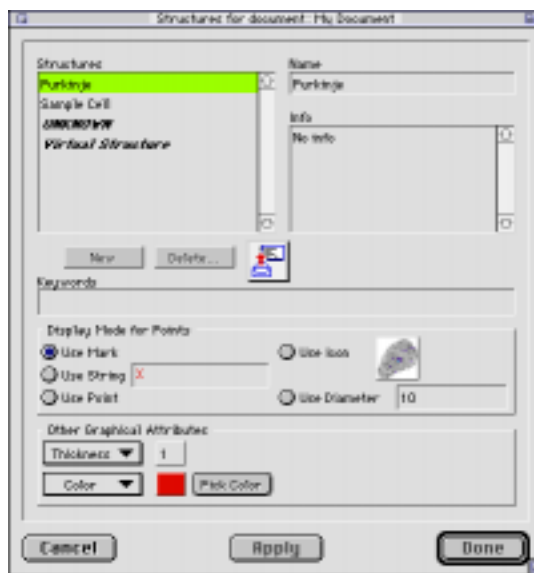 Structures for document: My Document
Structures
Name
Purkinje
Purkinje
Sample Cell
Info
UNKNOWN
No info
Virtual Structure
New
Delete...
Keywords
Display Mode for Points
Use Mark
Use Icon
Use String X
Use Point
Use Diameter 10
Other Graphical Attributes
Thickness 1
Color
Pick Color
Cancel
Apply
Done